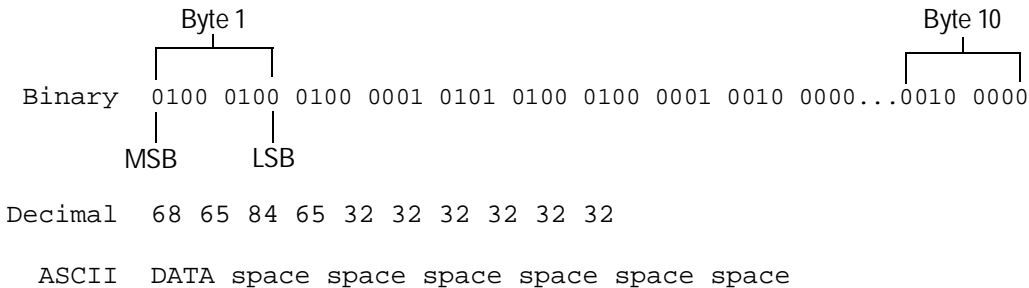 Byte 1 Byte 10
Binary 0100 0100 0100 0001 0101 0100 0100 0001 0010 0000...0010 0000
MSB LSB
Decimal 68 65 84 65 32 32 32 32 32 32
ASCII DATA space space space space space space